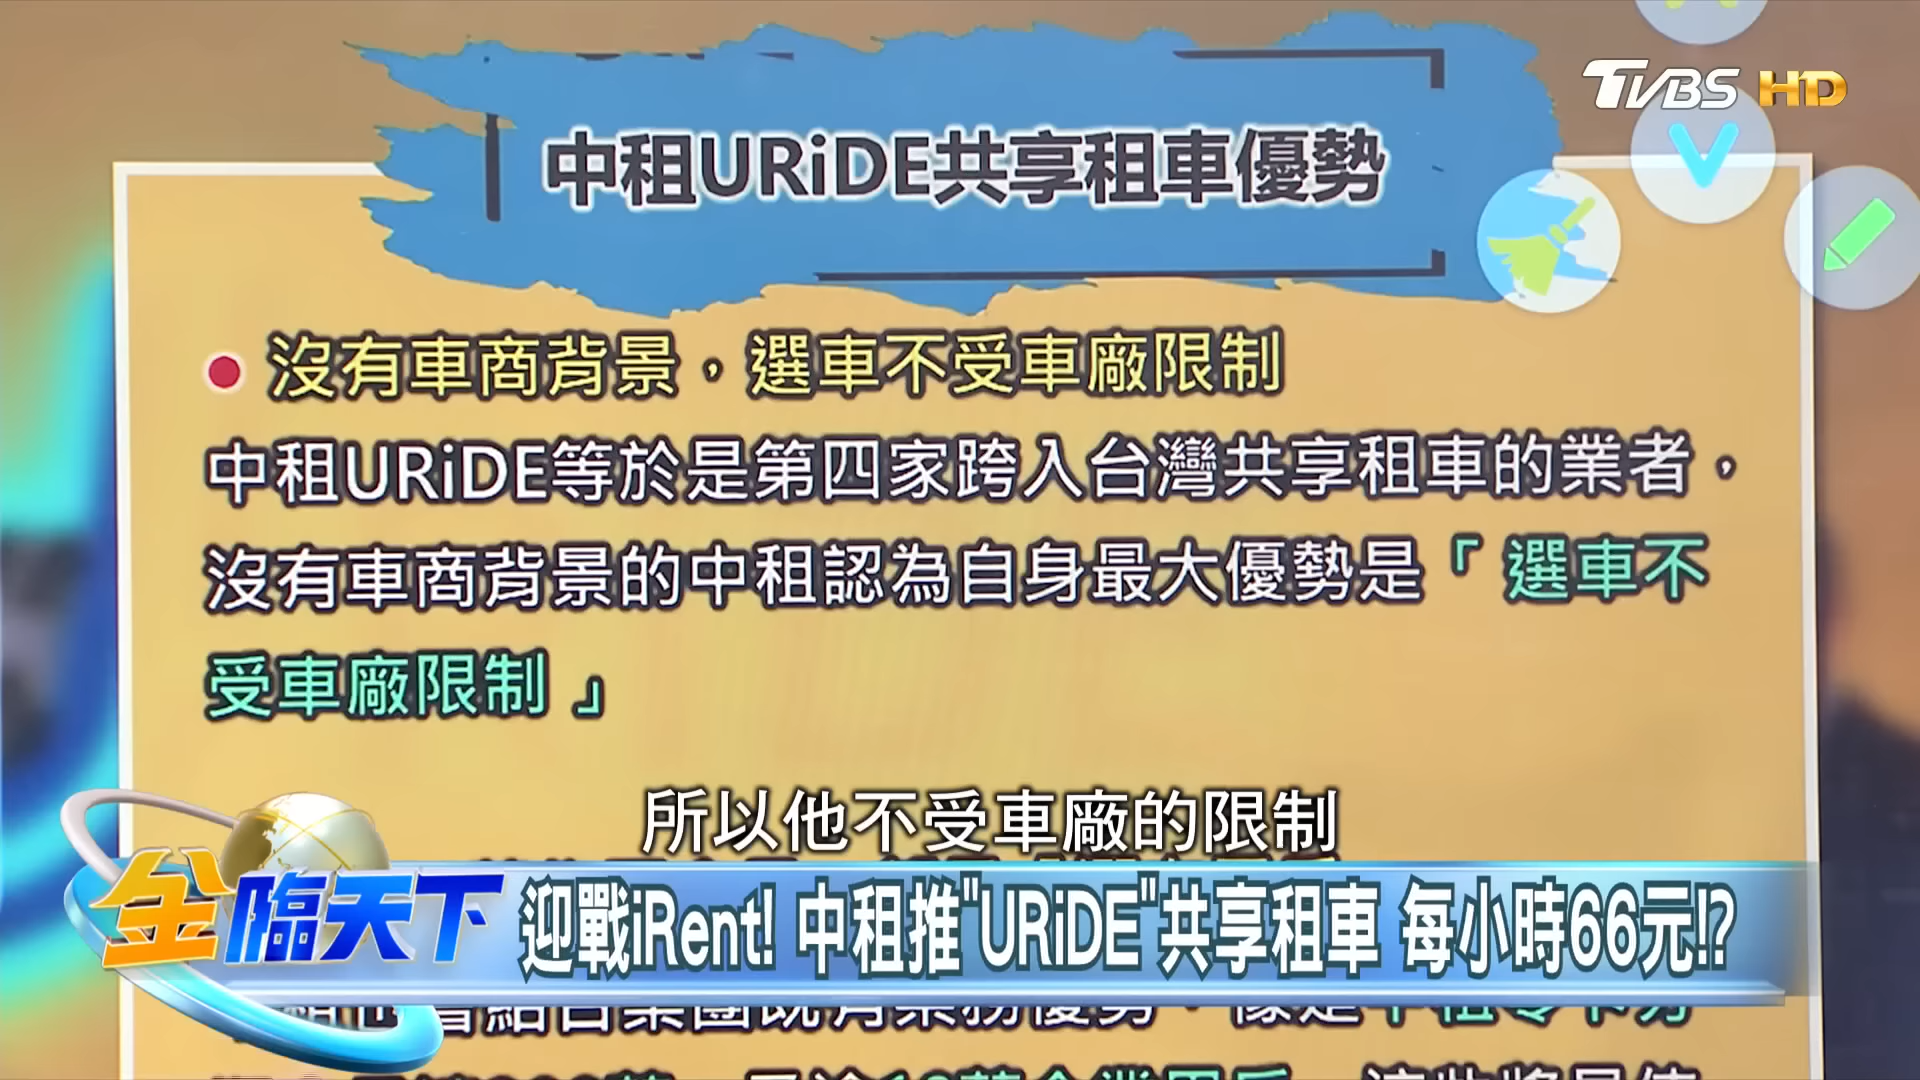 TVBS HD
中租URiDE共享租車優勢
沒有車商背景，選車不受車廠限制
中租URiDE等於是第四家跨入台灣共享租車的業者，
沒有車商背景的中租認為自身最大優勢是「選車不
受車廠限制」
所以他不受車廠的限制
金臨天下
迎戰iRent! 中租推"URiDE"共享租車 每小時66元!?